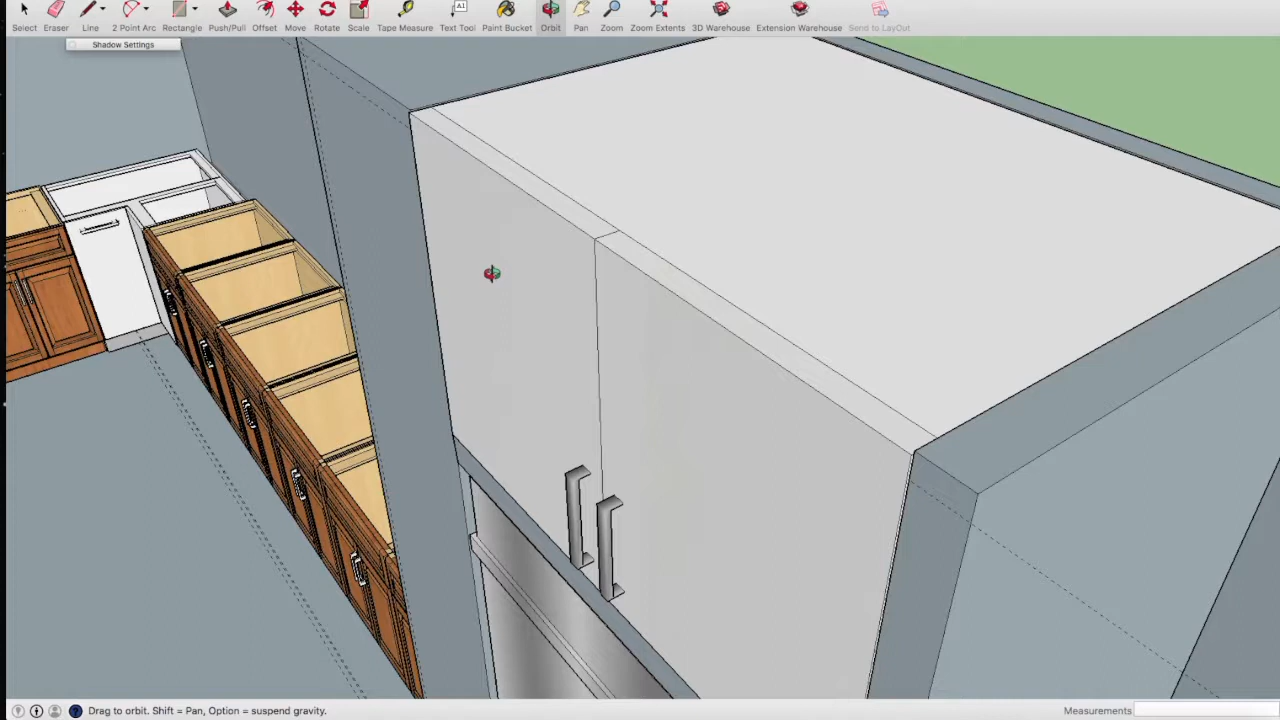 Select Eraser Line 2 Point Arc Rectangle Push/Pull Offset Move Rotate Scale Tape Measure Text Tool Paint Bucket Orbit Pan Zoom Zoom Extents 3D Warehouse Extension Warehouse Send to LayOut
Shadow Settings
Drag to orbit. Shift = Pan, Option = suspend gravity. Measurements